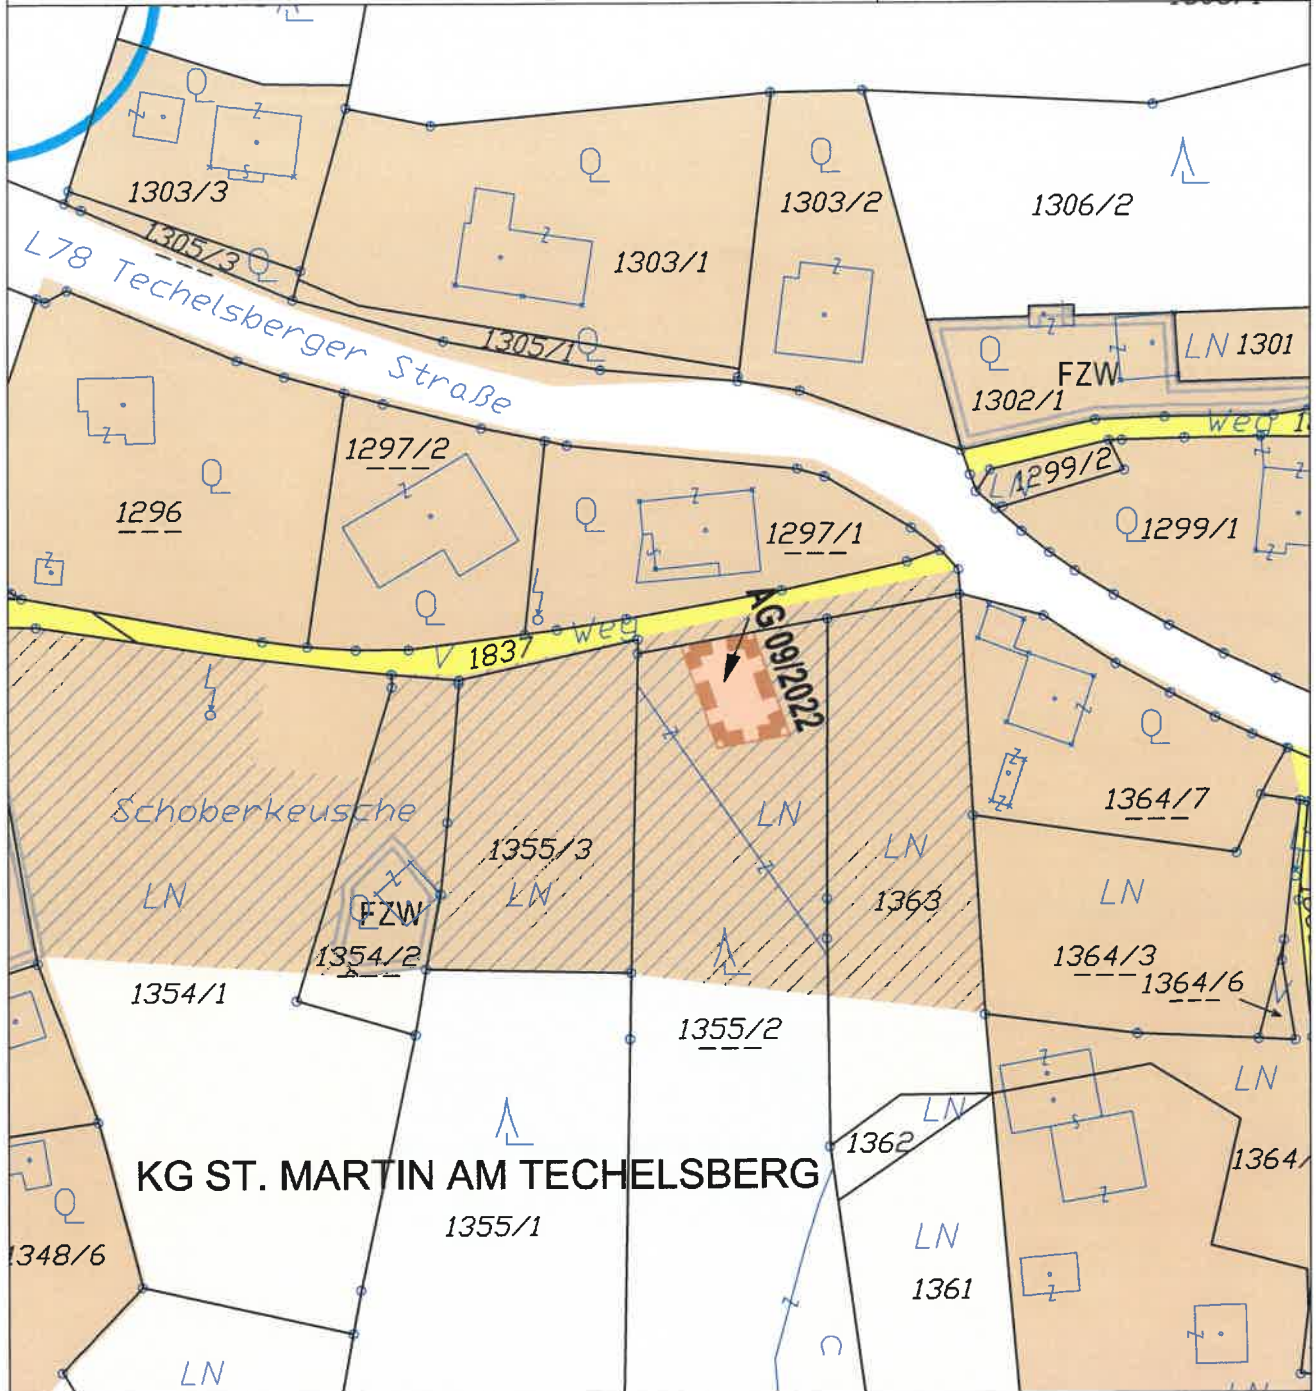 1303/3
1305/3
L78 Techelsberger Straße
1303/1
1303/2
1306/2
1305/1
LN 1301
FZW
1302/1
Weg
1297/2
1296
1297/1
LN
1299/2
1299/1
Weg
V
1837
AG 09/2022
Schoberkeusche
1355/3
LN
LN
LN
LN
1363
1364/7
FZW
1354/2
1354/1
LN
1364/3
1364/6
V
1355/2
LN
LN
1362
1364/
KG ST. MARTIN AM TECHELSBERG
1355/1
LN
1361
1348/6
LN